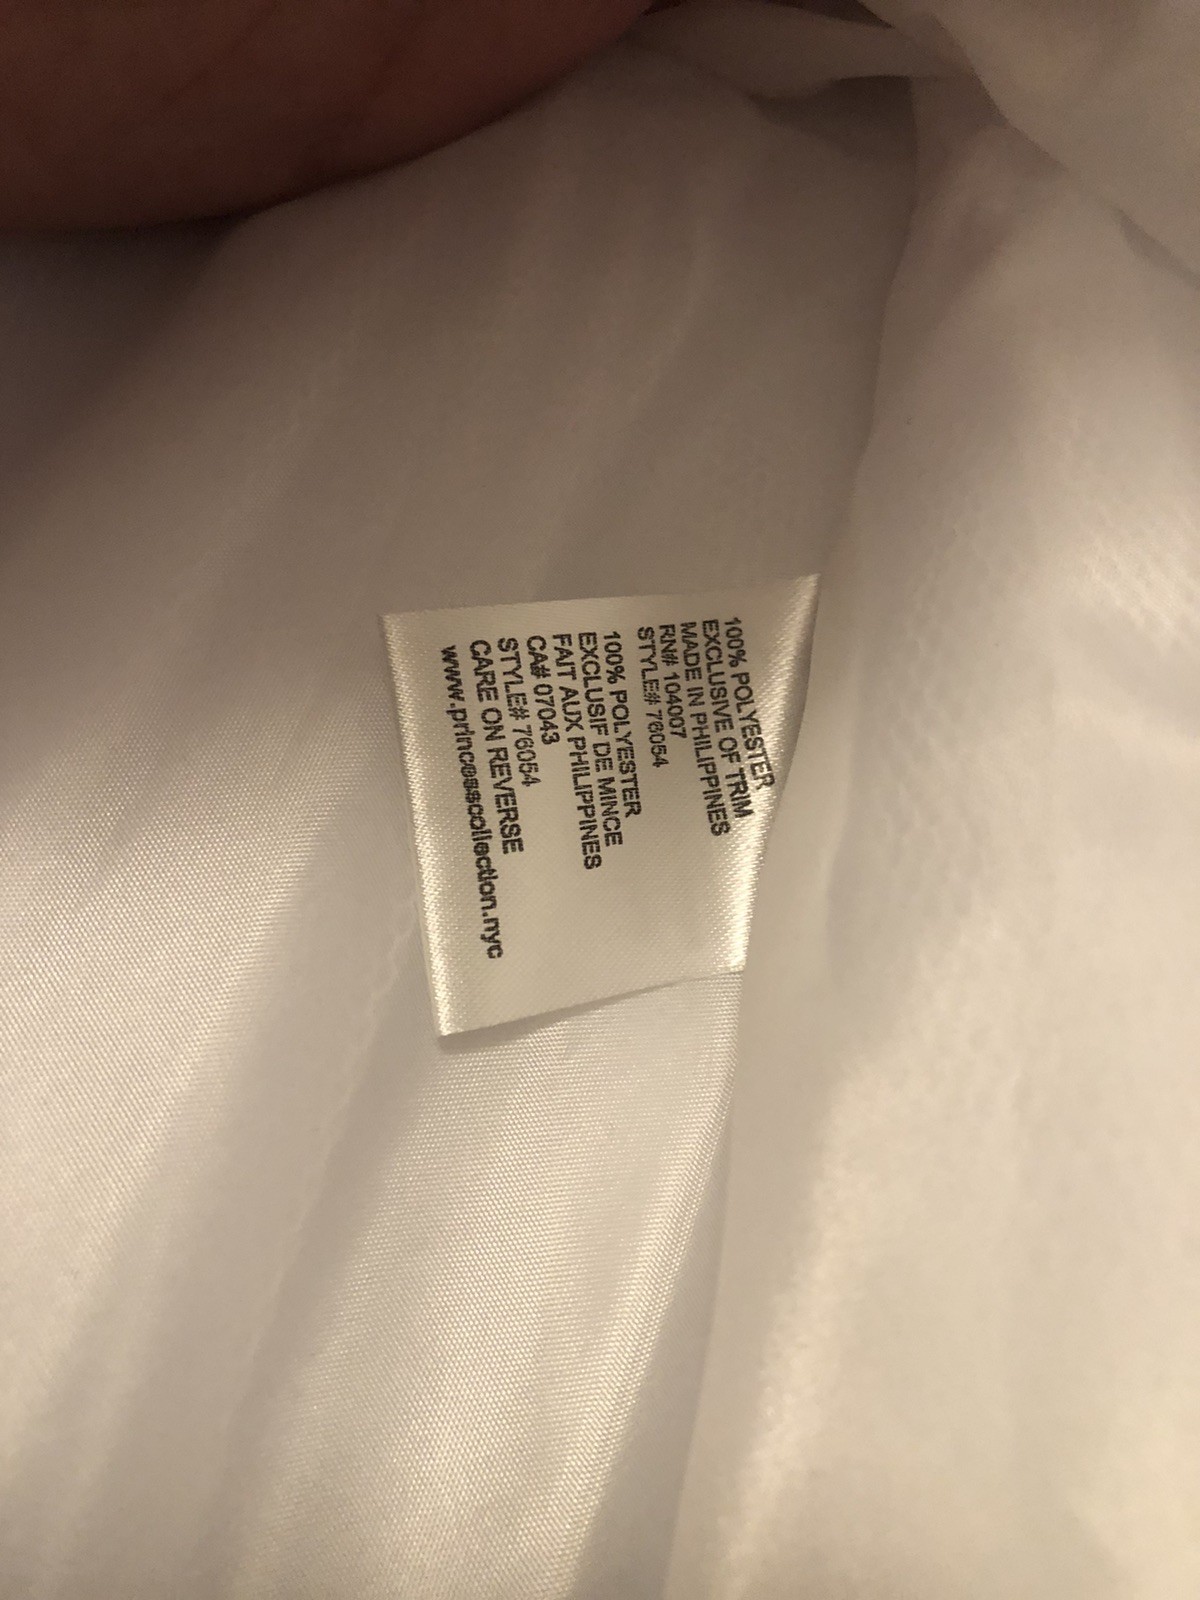 100% POLYESTER
EXCLUSIVE OF TRIM
MADE IN PHILIPPINES
RN# 104007
STYLE# 76054
100% POLYESTER
EXCLUSIF DE MINCE
FAIT AUX PHILIPPINES
CA# 07043
STYLE# 76054
CARE ON REVERSE
www.princesscollection.nyc